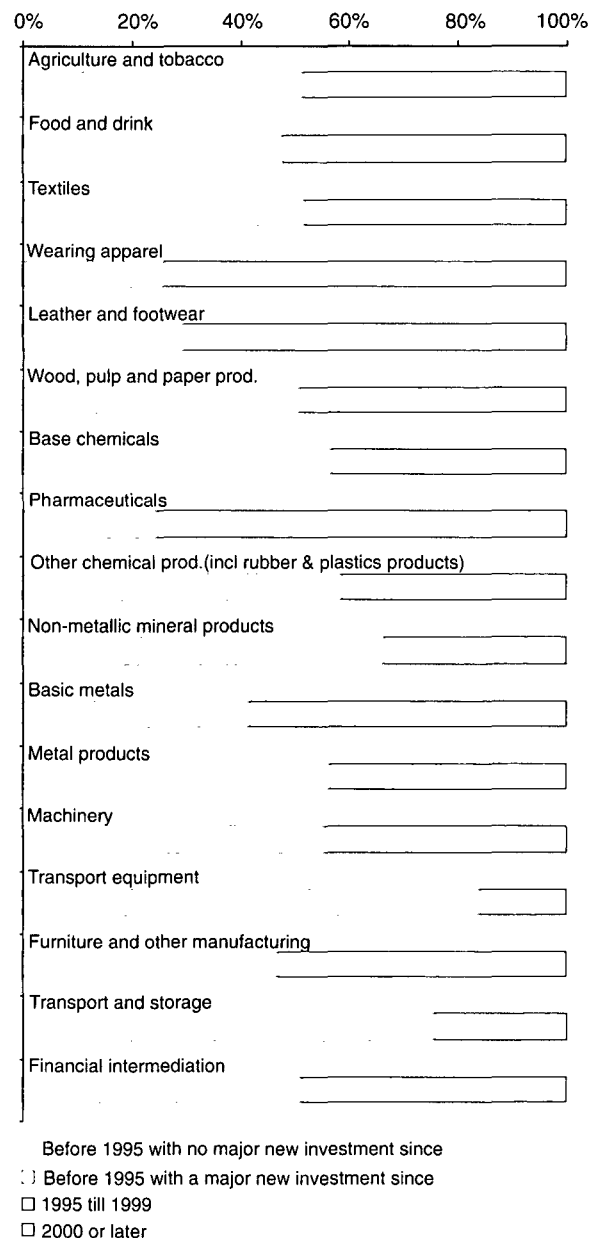 0% 20% 40% 60% 80% 100%
Agriculture and tobacco
Food and drink
Textiles
Wearing apparel
Leather and footwear
Wood, pulp and paper prod.
Base chemicals
Pharmaceuticals
Other chemical prod.(incl rubber & plastics products)
Non-metallic mineral products
Basic metals
Metal products
Machinery
Transport equipment
Furniture and other manufacturing
Transport and storage
Financial intermediation
Before 1995 with no major new investment since
Before 1995 with a major new investment since
1995 till 1999
2000 or later